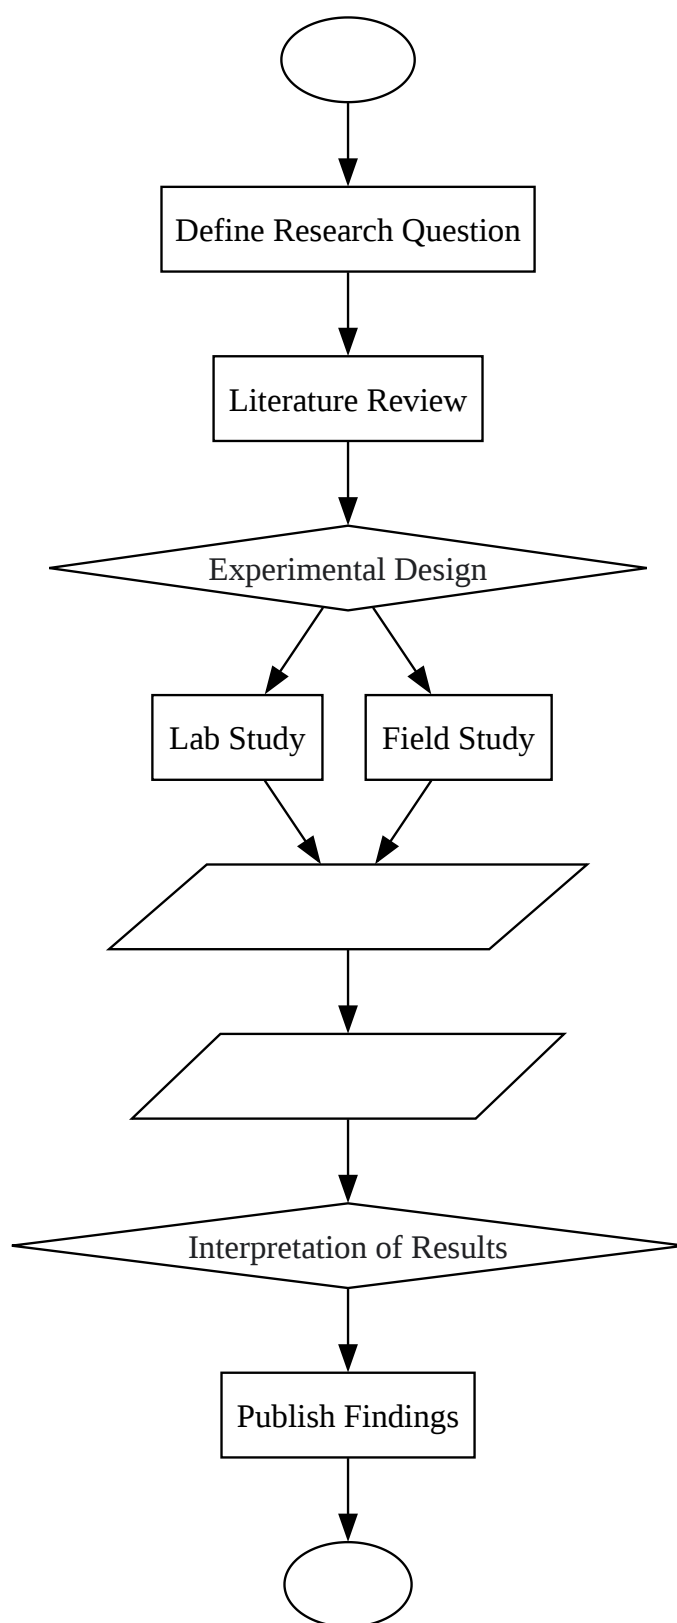 Define Research Question
Literature Review
Experimental Design
Lab Study
Field Study
Interpretation of Results
Publish Findings